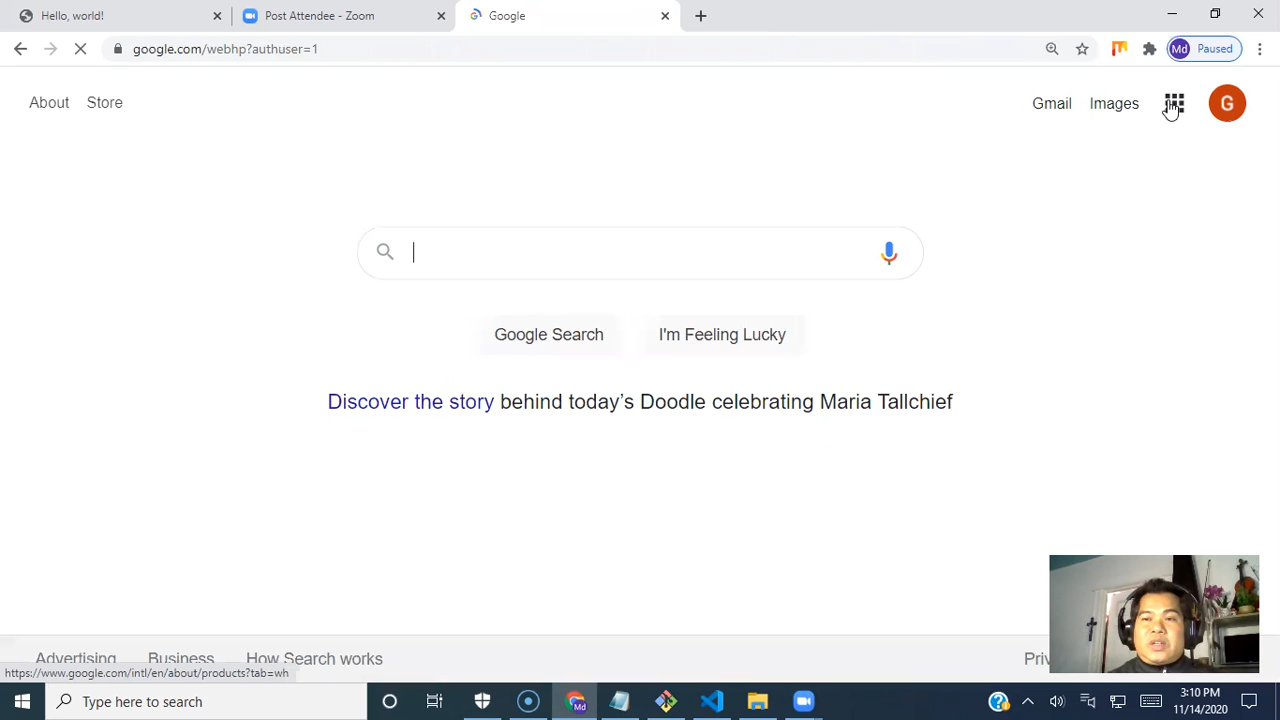 Hello, world!
Post Attendee - Zoom
Google
google.com/webhp?authuser=1
Md
Paused
About
Store
Gmail
Images
G
Google Search
I'm Feeling Lucky
Discover the story behind today's Doodle celebrating Maria Tallchief
Advertising
Business
How Search works
https://www.google.com/intl/en/about/products?tab=wh
Type here to search
Md
3:10 PM
11/14/2020